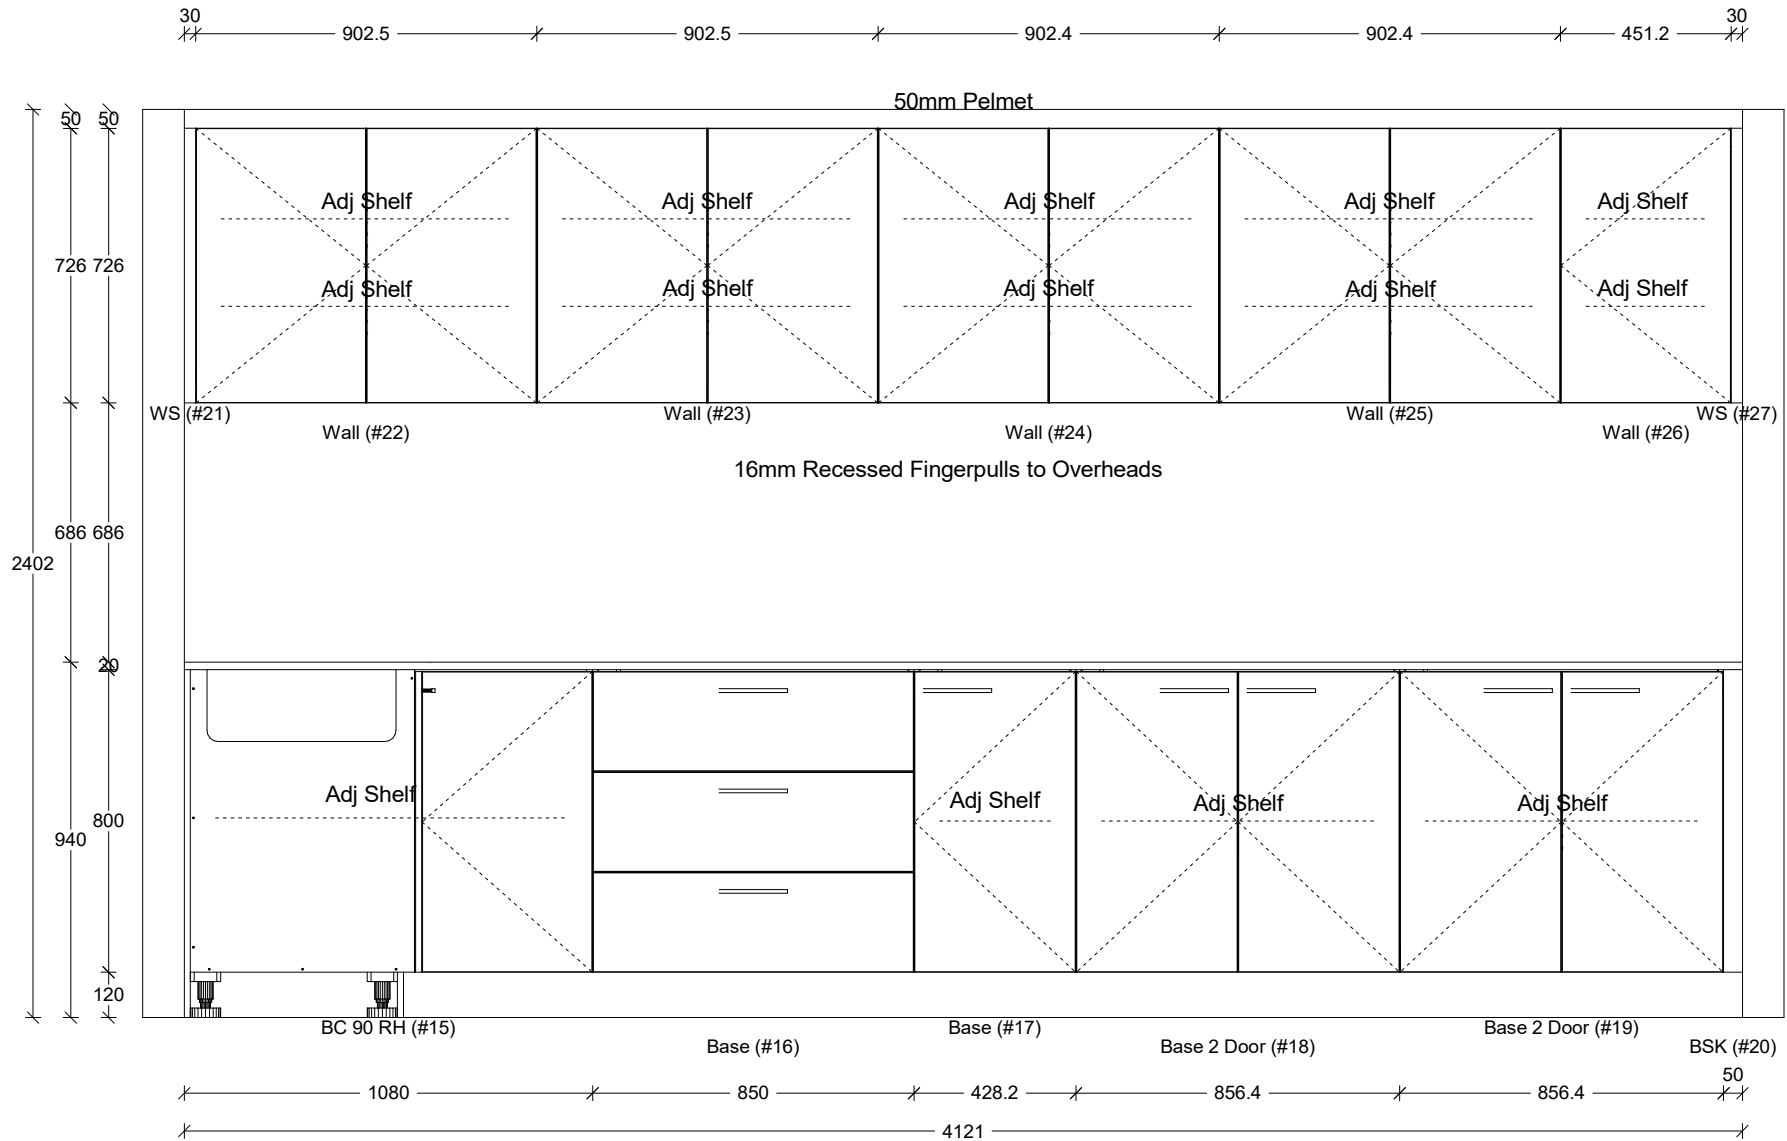 30 30
902.5 902.5 902.4 902.4 451.2
50mm Pelmet
50 50
Adj Shelf Adj Shelf Adj Shelf Adj Shelf Adj Shelf
726 726
Adj Shelf Adj Shelf Adj Shelf Adj Shelf Adj Shelf
WS (#21) Wall (#23) Wall (#25) WS (#27)
Wall (#22) Wall (#24) Wall (#26)
16mm Recessed Fingerpulls to Overheads
686 686
2402
20
Adj Shelf Adj Shelf Adj Shelf Adj Shelf
800
940
120
BC 90 RH (#15) Base (#17) Base 2 Door (#19)
Base (#16) Base 2 Door (#18) BSK (#20)
50
1080 850 428.2 856.4 856.4
4121